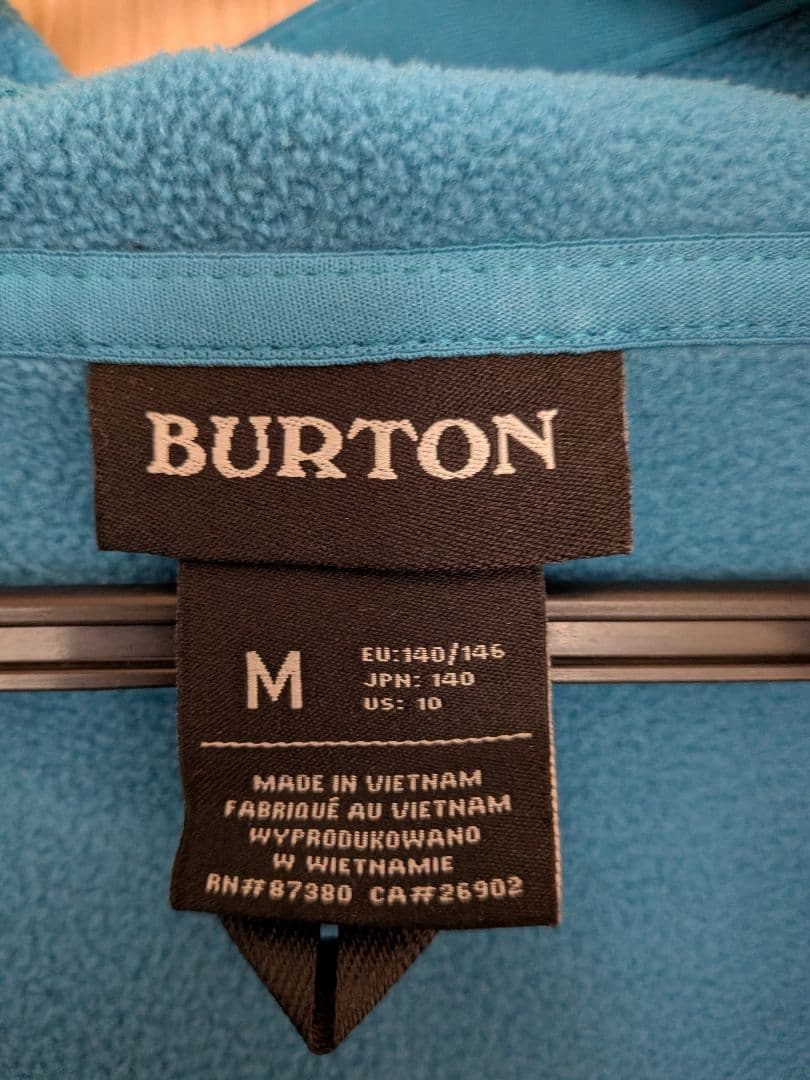 BURTON
M
EU:140/146
JPN: 140
US: 10
MADE IN VIETNAM
FABRIQUÉ AU VIETNAM
WYPRODUKOWANO
W WIETNAMIE
RN#87380 CA#26902